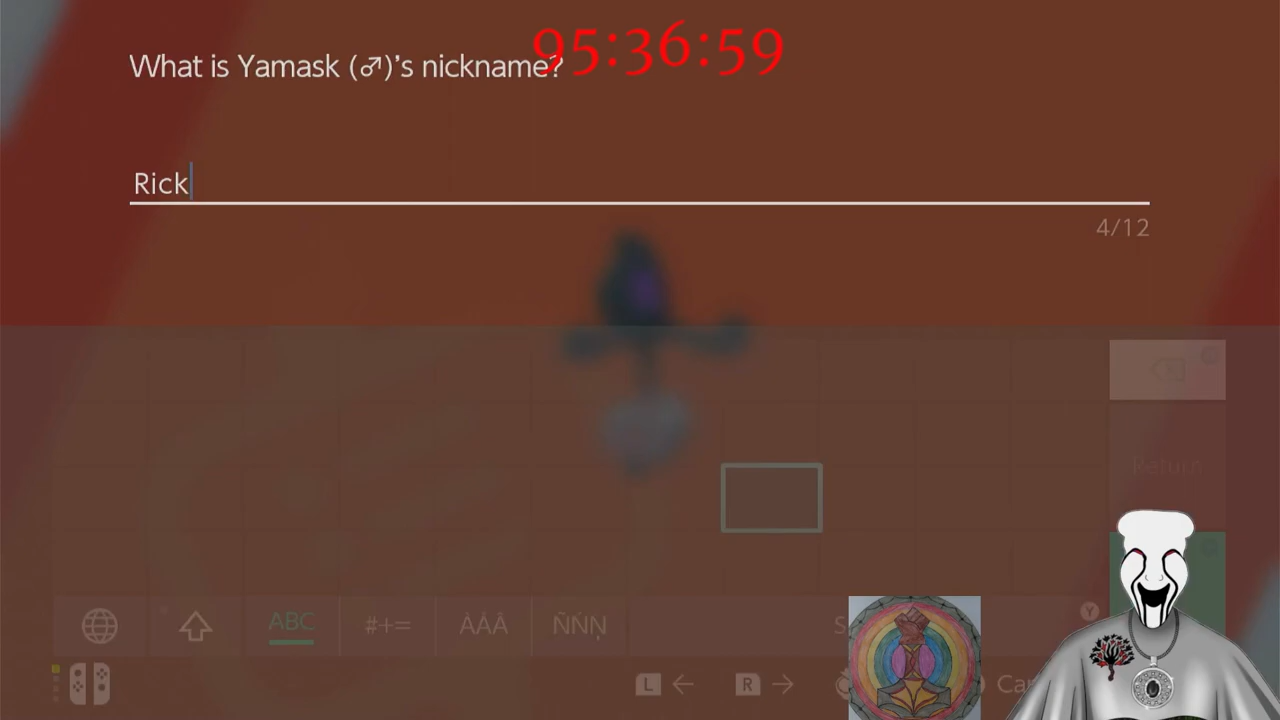 95:36:59
What is Yamask (♂)'s nickname?
Rick
4/12
Return
ABC
#+=
ÀÁÂ
ÑŃŅ
Y
L ←
R →